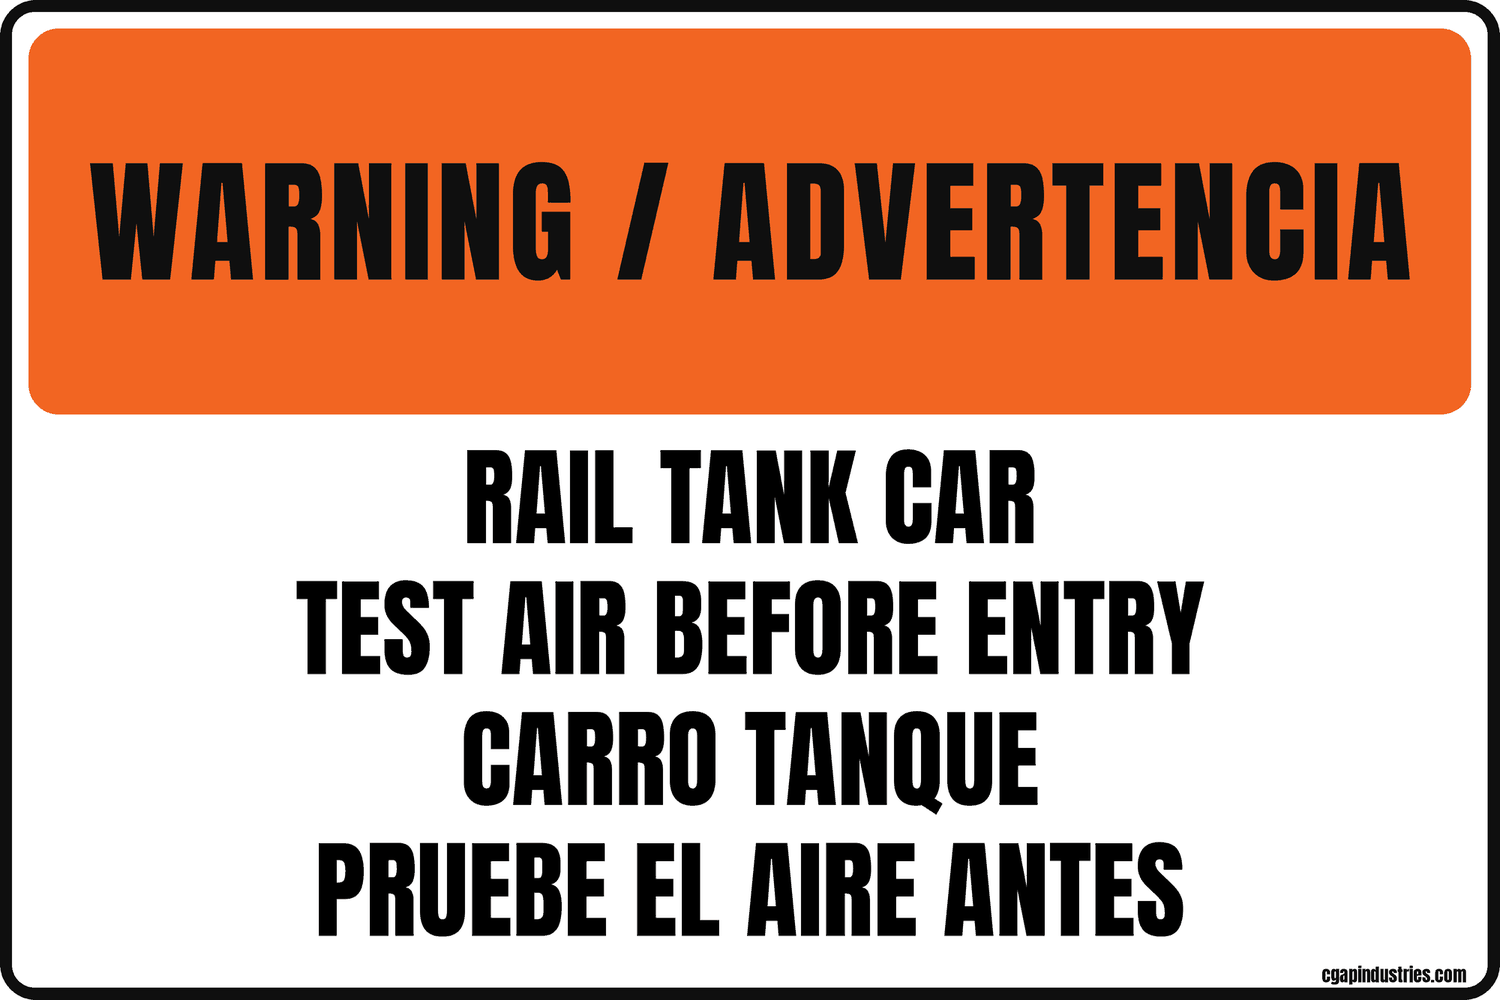 WARNING / ADVERTENCIA
RAIL TANK CAR
TEST AIR BEFORE ENTRY
CARRO TANQUE
PRUEBE EL AIRE ANTES
cgapindustries.com